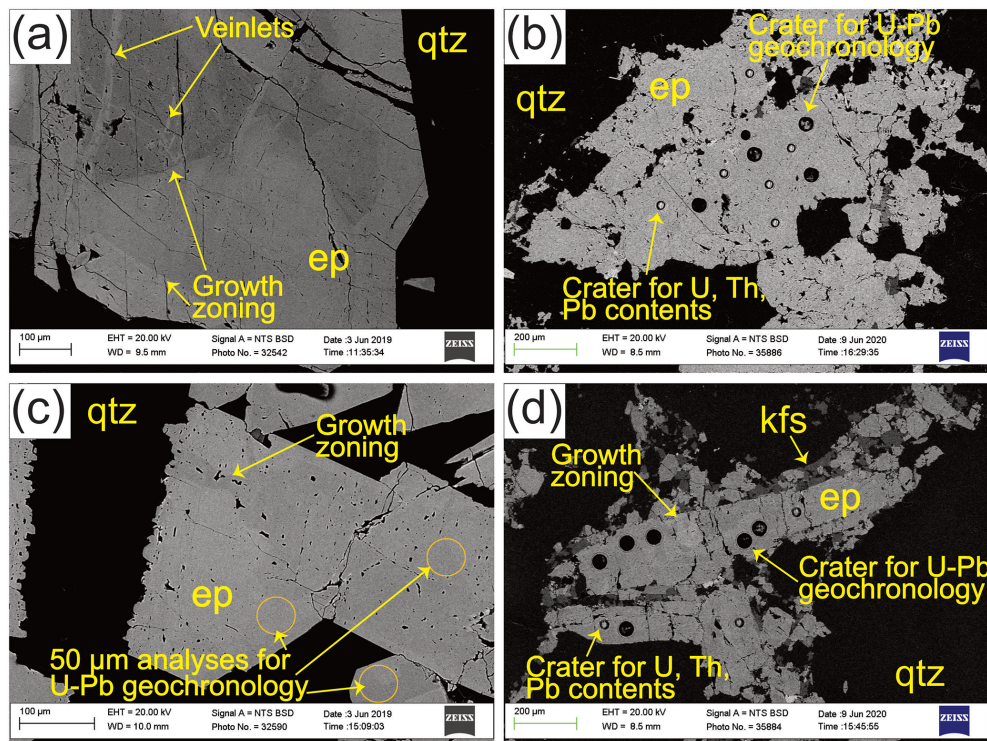 (a)
Veinlets
qtz
ep
Growth
zoning
100 µm
EHT = 20.00 kV
Signal A = NTS BSD
Date :3 Jun 2019
WD = 9.5 mm
Photo No. = 32542
Time :11:35:34
ZEISS
(b)
Crater for U-Pb
geochronology
ep
qtz
Crater for U, Th,
Pb contents
200 µm
EHT = 20.00 kV
Signal A = NTS BSD
Date :9 Jun 2020
WD = 8.5 mm
Photo No. = 35886
Time :16:29:35
ZEISS
(c)
qtz
Growth
zoning
ep
50 µm analyses for
U-Pb geochronology
100 µm
EHT = 20.00 kV
Signal A = NTS BSD
Date :3 Jun 2019
WD = 10.0 mm
Photo No. = 32590
Time :15:09:03
ZEISS
(d)
kfs
Growth
zoning
ep
Crater for U-Pb
geochronology
Crater for U, Th,
Pb contents
qtz
200 µm
EHT = 20.00 kV
Signal A = NTS BSD
Date :9 Jun 2020
WD = 8.5 mm
Photo No. = 35884
Time :15:45:55
ZEISS